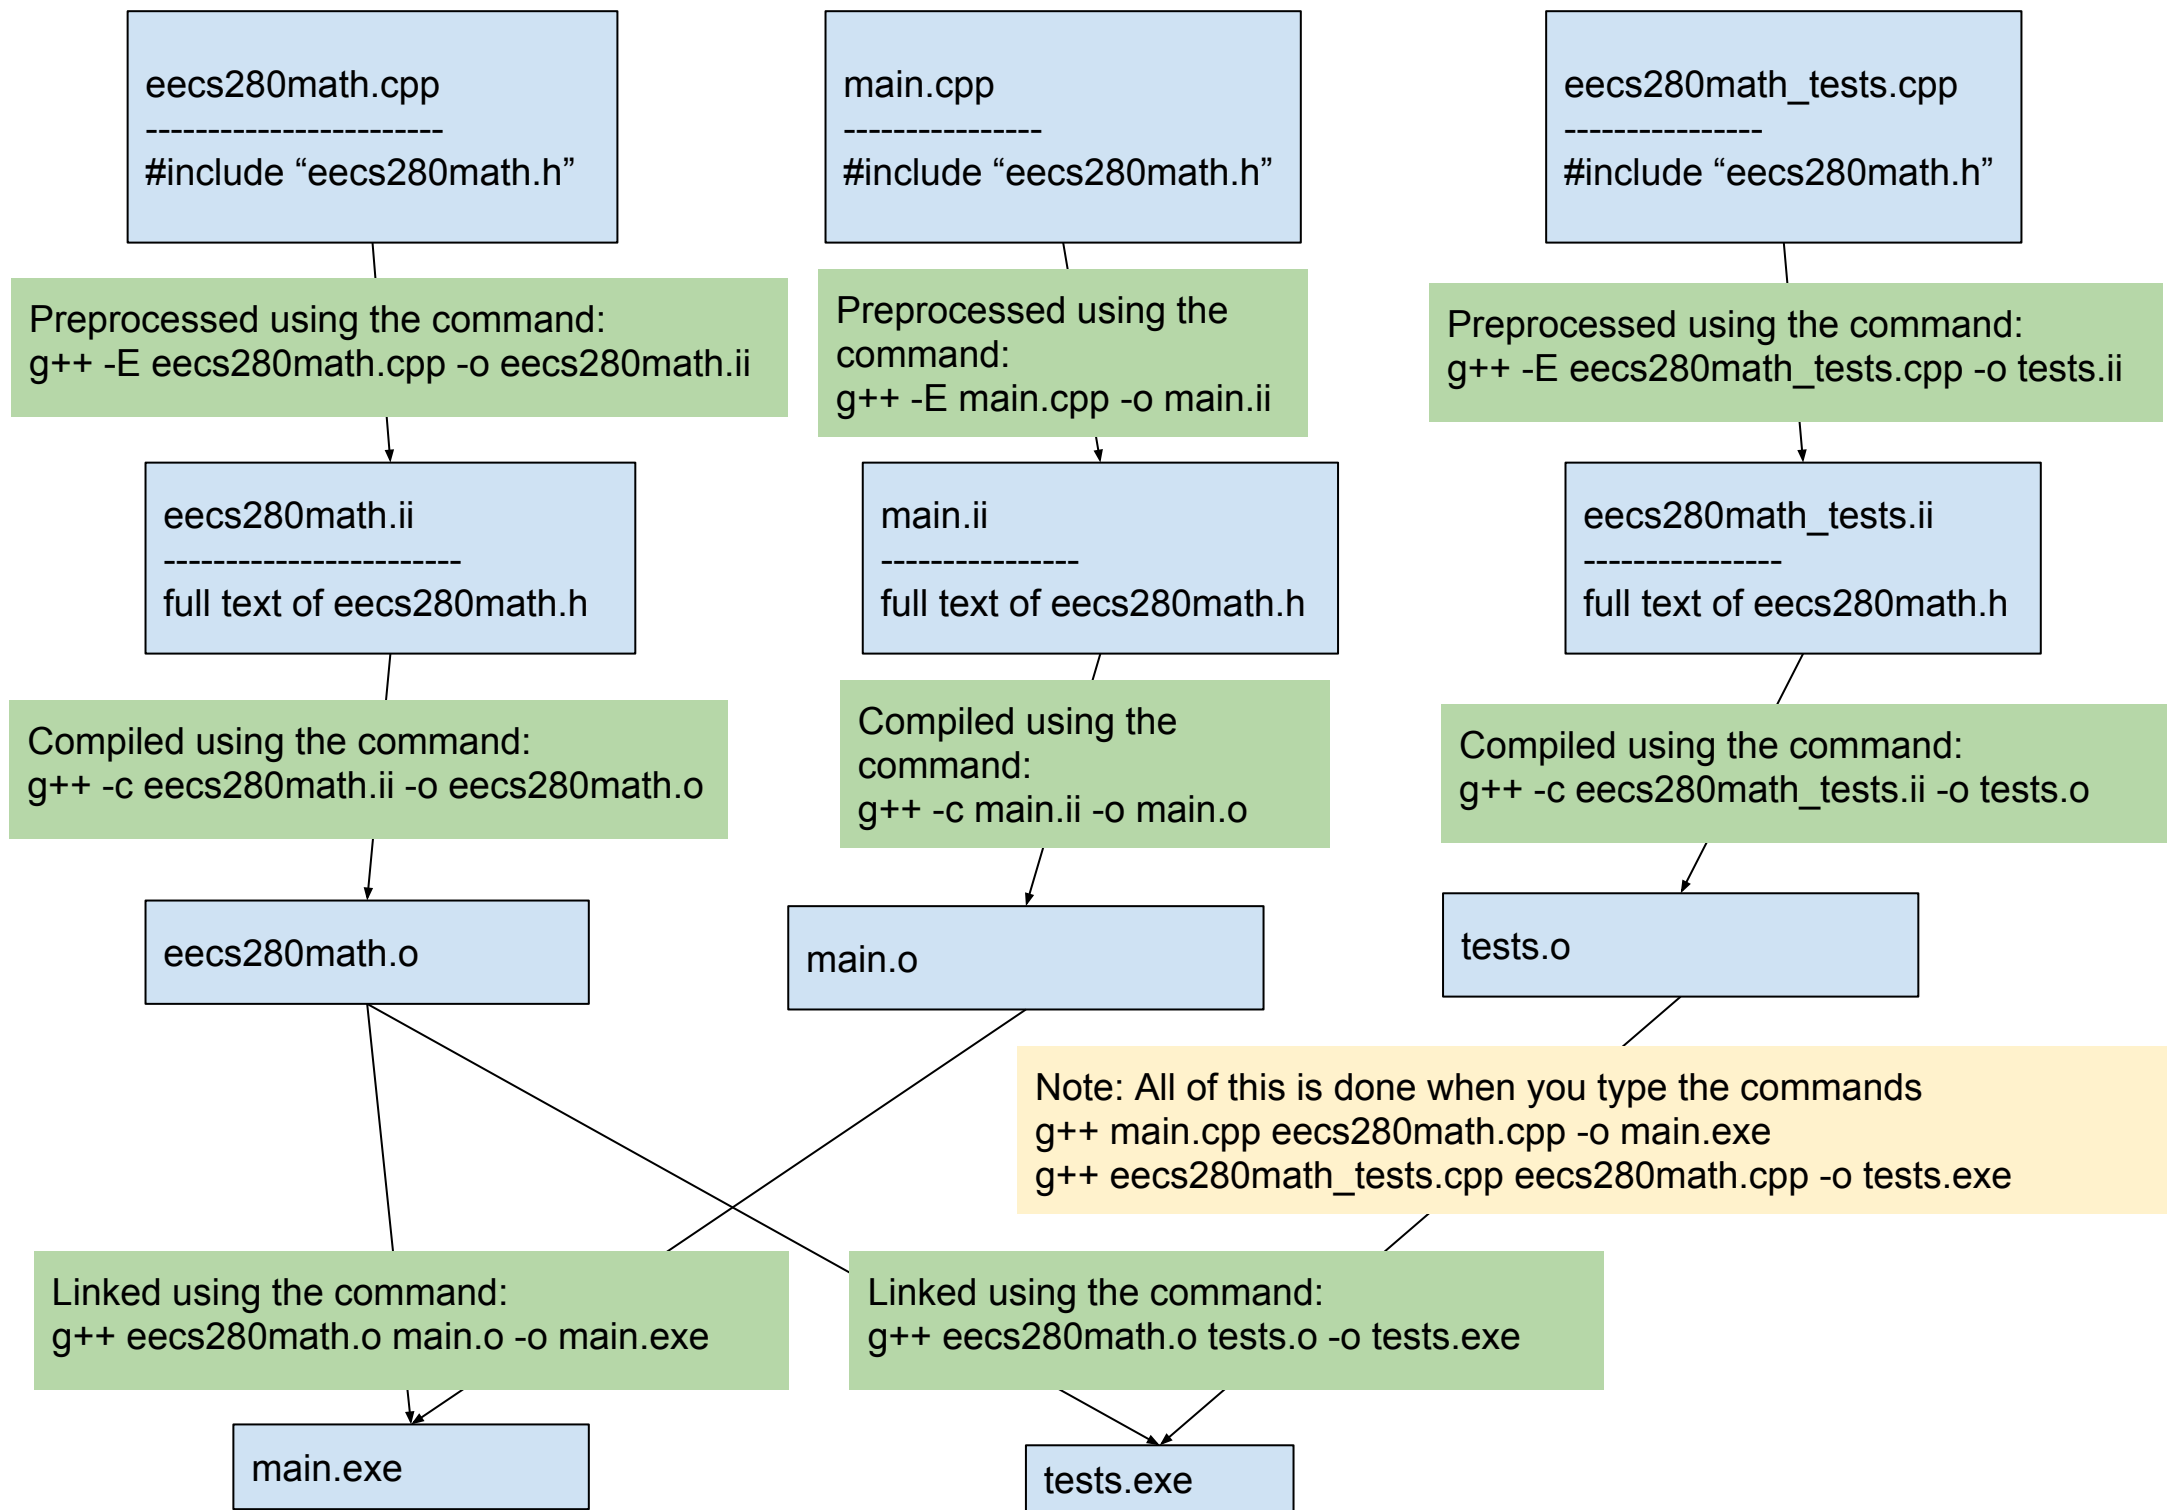 eecs280math.cpp
------------------------
#include “eecs280math.h”
main.cpp
----------------
#include “eecs280math.h”
eecs280math_tests.cpp
----------------
#include “eecs280math.h”
Preprocessed using the command:
g++ -E eecs280math.cpp -o eecs280math.ii
Preprocessed using the
command:
g++ -E main.cpp -o main.ii
Preprocessed using the command:
g++ -E eecs280math_tests.cpp -o tests.ii
eecs280math.ii
------------------------
full text of eecs280math.h
main.ii
----------------
full text of eecs280math.h
eecs280math_tests.ii
----------------
full text of eecs280math.h
Compiled using the command:
g++ -c eecs280math.ii -o eecs280math.o
Compiled using the
command:
g++ -c main.ii -o main.o
Compiled using the command:
g++ -c eecs280math_tests.ii -o tests.o
eecs280math.o
main.o
tests.o
Note: All of this is done when you type the commands
g++ main.cpp eecs280math.cpp -o main.exe
g++ eecs280math_tests.cpp eecs280math.cpp -o tests.exe
Linked using the command:
g++ eecs280math.o main.o -o main.exe
Linked using the command:
g++ eecs280math.o tests.o -o tests.exe
main.exe
tests.exe